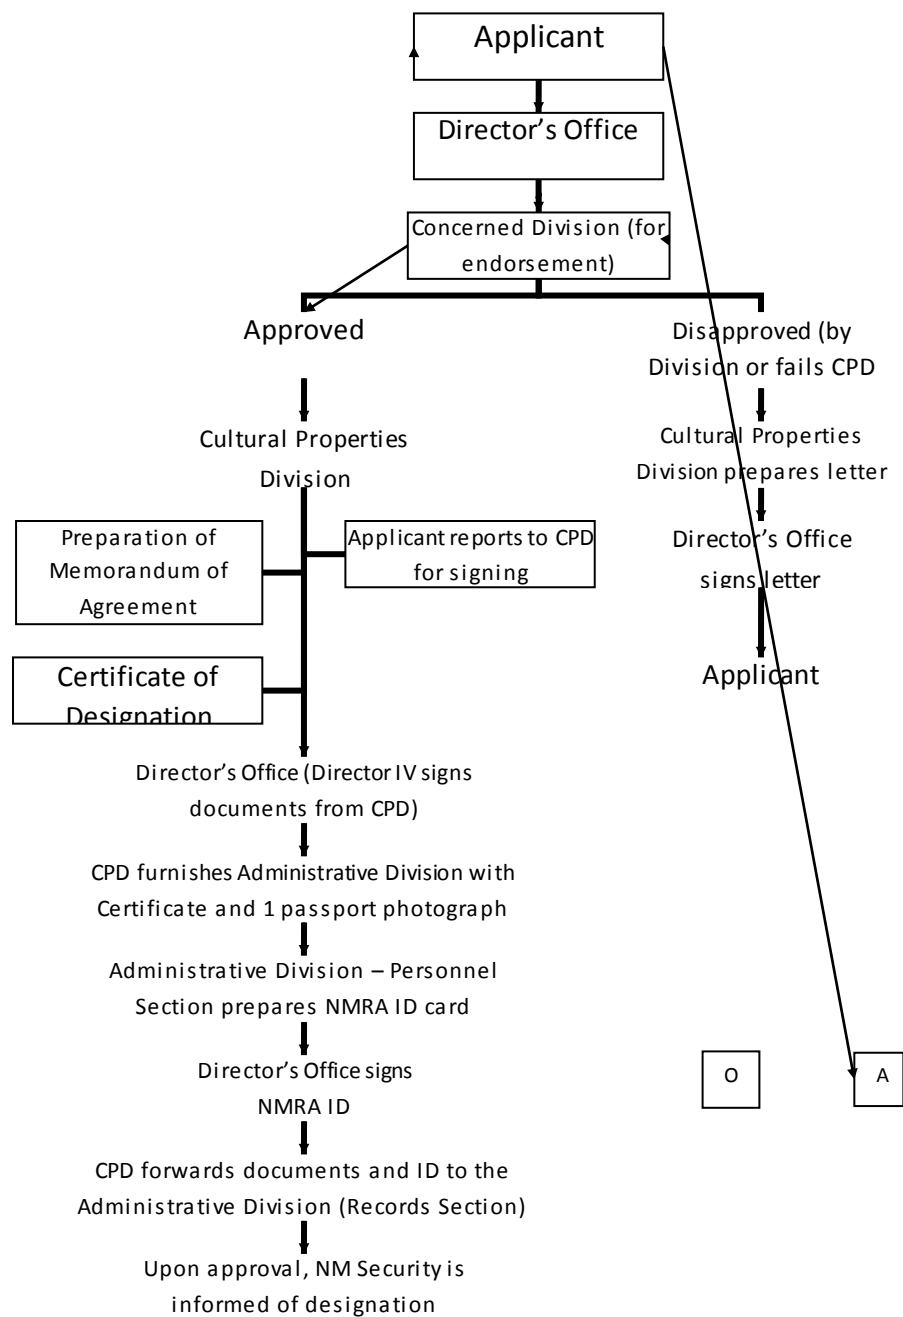 Applicant
Director’s Office
Concerned Division (for
endorsement)
Approved
Cultural Properties
Division
Preparation of
Memorandum of
Agreement
Applicant reports to CPD
for signing
Certificate of
Designation
Director’s Office (Director IV signs
documents from CPD)
CPD furnishes Administrative Division with
Certificate and 1 passport photograph
Administrative Division – Personnel
Section prepares NMRA ID card
Director’s Office signs
NMRA ID
CPD forwards documents and ID to the
Administrative Division (Records Section)
Upon approval, NM Security is
informed of designation
Disapproved (by
Division or fails CPD
Cultural Properties
Division prepares letter
Director’s Office
signs letter
Applicant
O
A